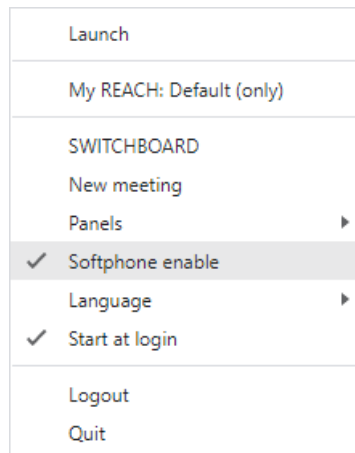 Launch
My REACH: Default (only)
SWITCHBOARD
New meeting
Panels
Softphone enable
Language
Start at login
Logout
Quit